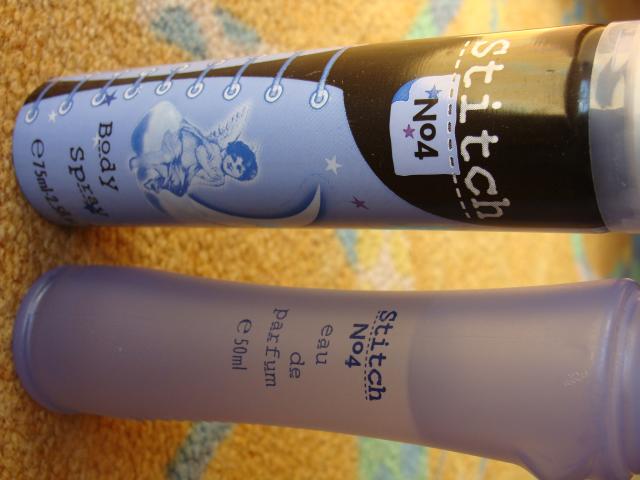 Stitch
No4
Body
Spray
e 75ml
Stitch
No4
eau
de
parfum
e 50ml